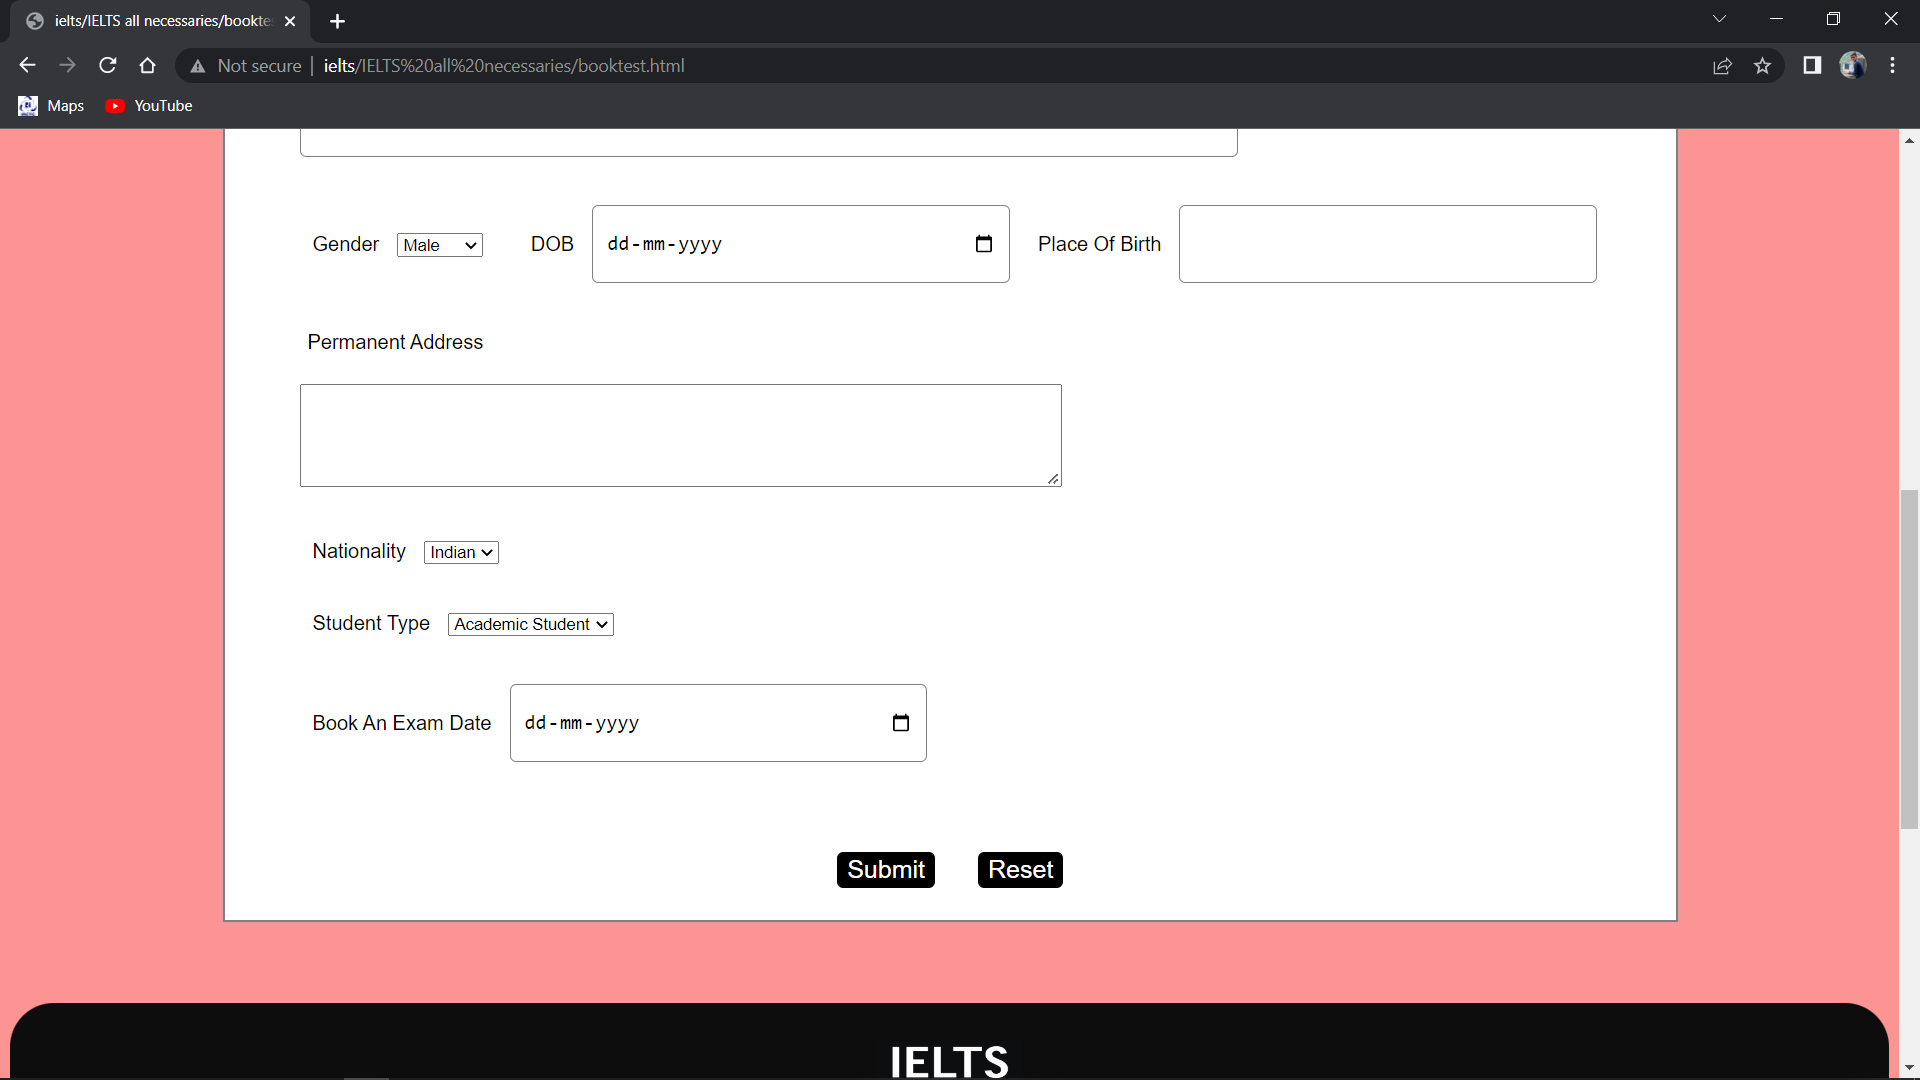 ielts/IELTS all necessaries/bookte
Not secure ielts/IELTS%20all%20necessaries/booktest.html
Maps YouTube
Gender Male DOB dd-mm-yyyy Place Of Birth
Permanent Address
Nationality Indian
Student Type Academic Student
Book An Exam Date dd-mm-yyyy
Submit Reset
IELTS